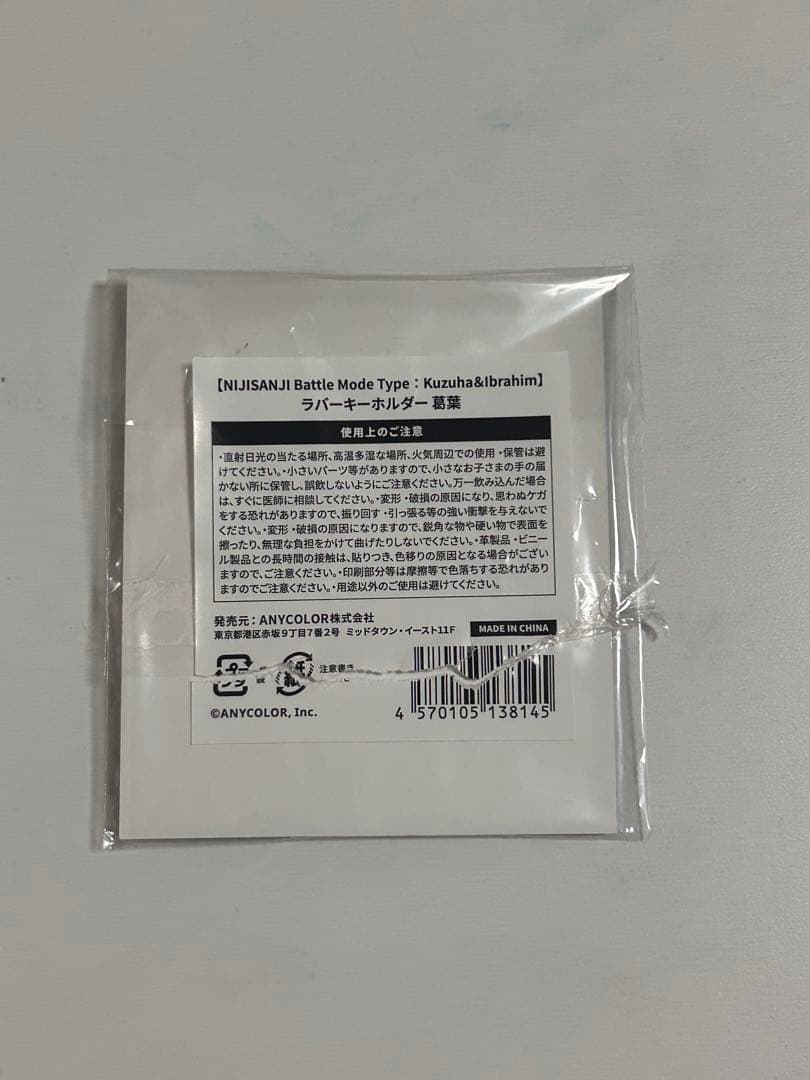 【NIJISANJI Battle Mode Type：Kuzuha&Ibrahim】
ラバーキーホルダー 葛葉
使用上のご注意
・直射日光の当たる場所、高温多湿な場所、火気周辺での使用・保管は避
けてください。・小さいパーツ等がありますので、小さなお子さまの手の届
かない所に保管し、誤飲しないようにご注意ください。万一飲み込んだ場合
は、すぐに医師に相談してください。・変形・破損の原因になり、思わぬケガ
をする恐れがありますので、振り回す・引っ張る等の強い衝撃を与えないで
ください。・変形・破損の原因になりますので、鋭角な物や硬い物で表面を
擦ったり、無理な負担をかけて曲げたりしないでください。・革製品・ビニー
ル製品との長時間の接触は、貼りつき、色移りの原因となる場合がござい
ますので、ご注意ください。・印刷部分等は摩擦等で色落ちする恐れがあり
ますのでご注意ください。・用途以外のご使用は避けてください。
発売元：ANYCOLOR株式会社
東京都港区赤坂9丁目7番2号 ミッドタウン・イースト11F
MADE IN CHINA
プラ
袋
紙
注意書き
©ANYCOLOR, Inc.
4 570105 138145